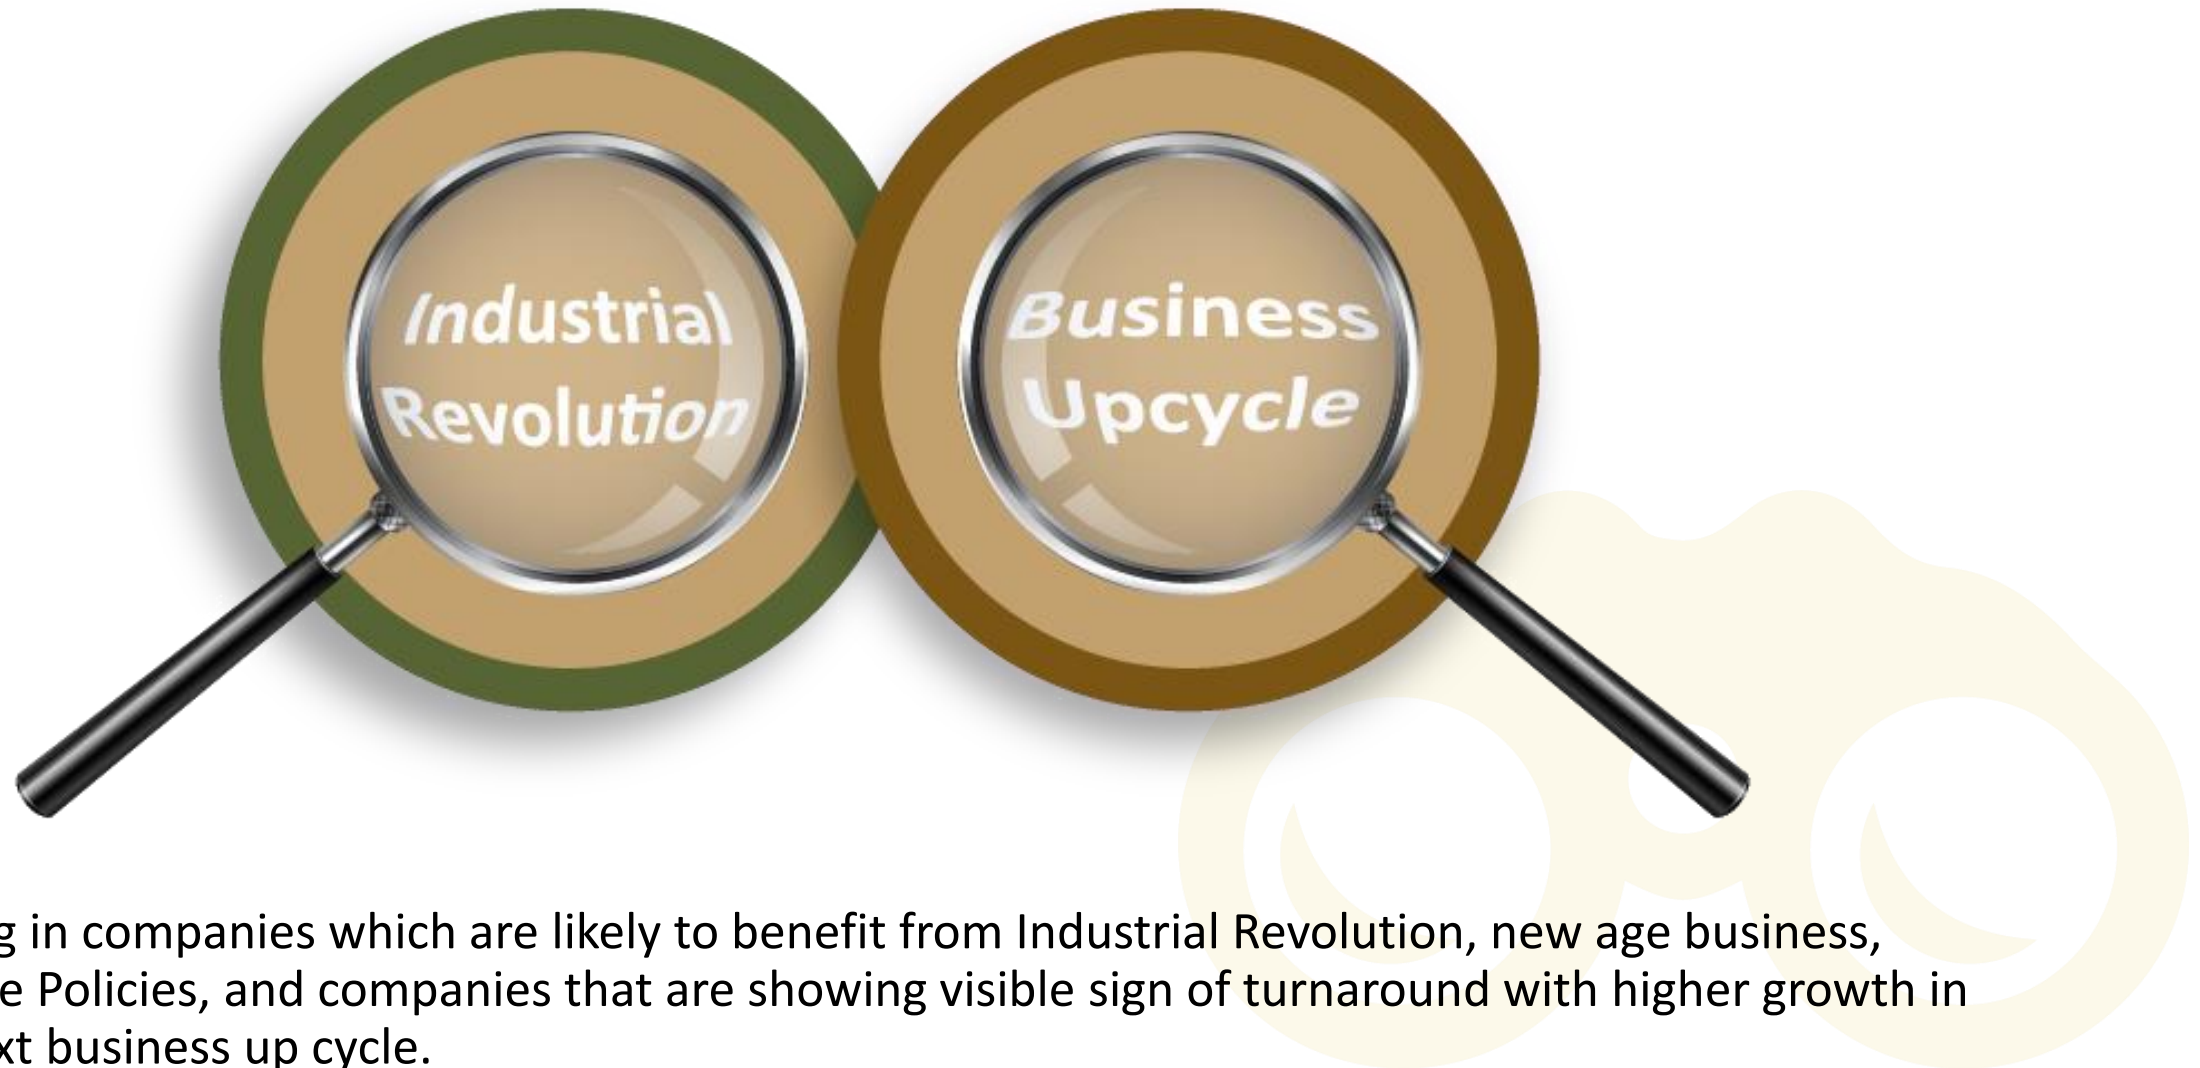 Industrial
Revolution
Business
Upcycle
g in companies which are likely to benefit from Industrial Revolution, new age business,
e Policies, and companies that are showing visible sign of turnaround with higher growth in
xt business up cycle.